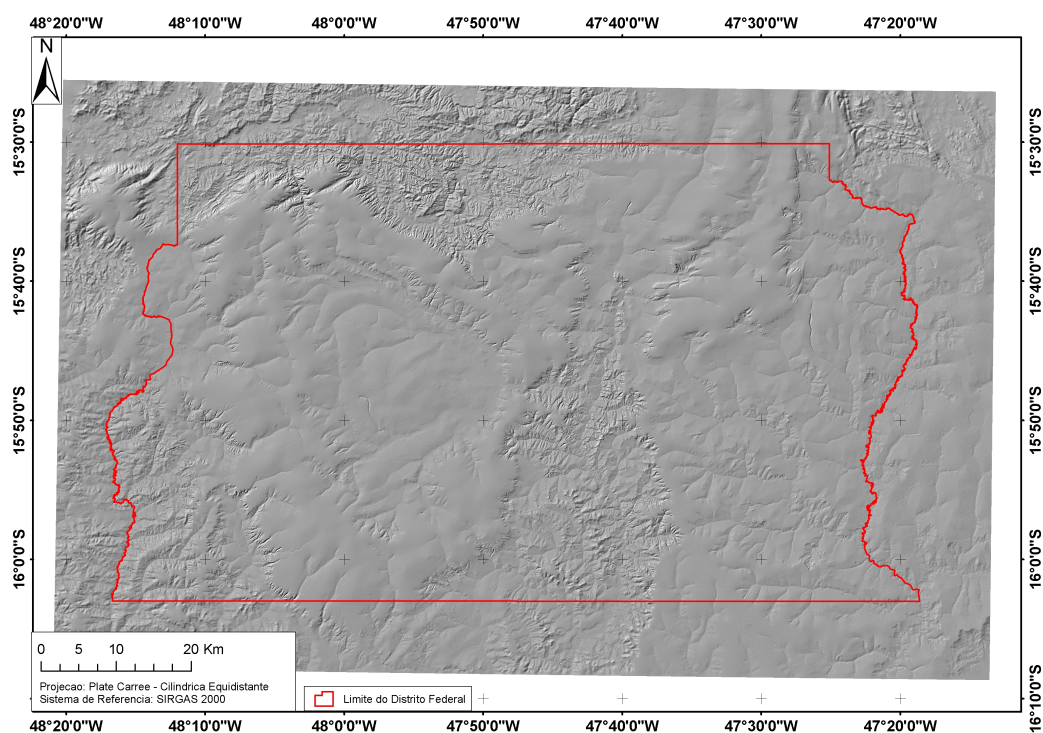 48°20'0"W 48°10'0"W 48°0'0"W 47°50'0"W 47°40'0"W 47°30'0"W 47°20'0"W
N
15°30'0"S
15°30'0"S
15°40'0"S
15°40'0"S
15°50'0"S
15°50'0"S
16°0'0"S
16°0'0"S
16°10'0"S
0 5 10 20 Km
Projecao: Plate Carree - Cilindrica Equidistante
Sistema de Referencia: SIRGAS 2000
Limite do Distrito Federal
48°20'0"W 48°10'0"W 48°0'0"W 47°50'0"W 47°40'0"W 47°30'0"W 47°20'0"W